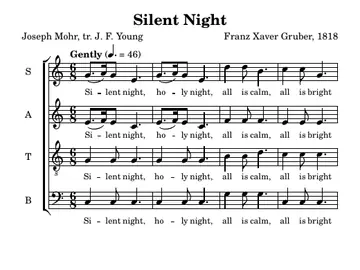 Silent Night
Joseph Mohr, tr. J. F. Young Franz Xaver Gruber, 1818
Gently (♩. = 46)
S
Si - lent night, ho - ly night, all is calm, all is bright
A
Si - lent night, ho - ly night, all is calm, all is bright
T
Si - lent night, ho - ly night, all is calm, all is bright
B
Si - lent night, ho - ly night, all is calm, all is bright